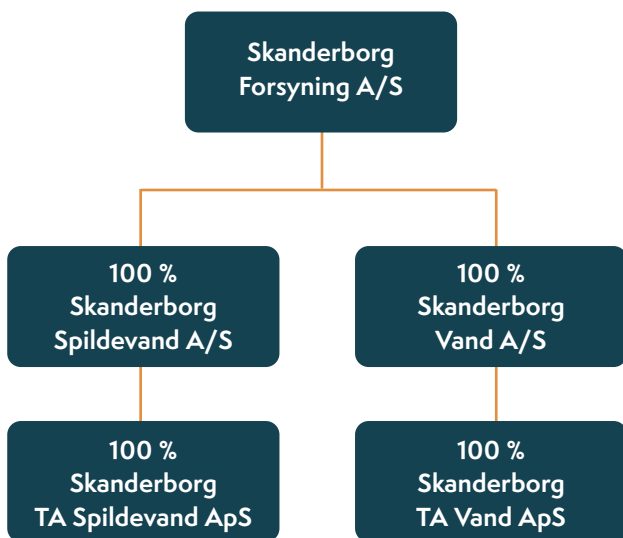 Skanderborg
Forsyning A/S
100 %
Skanderborg
Spildevand A/S
100 %
Skanderborg
Vand A/S
100 %
Skanderborg
TA Spildevand ApS
100 %
Skanderborg
TA Vand ApS